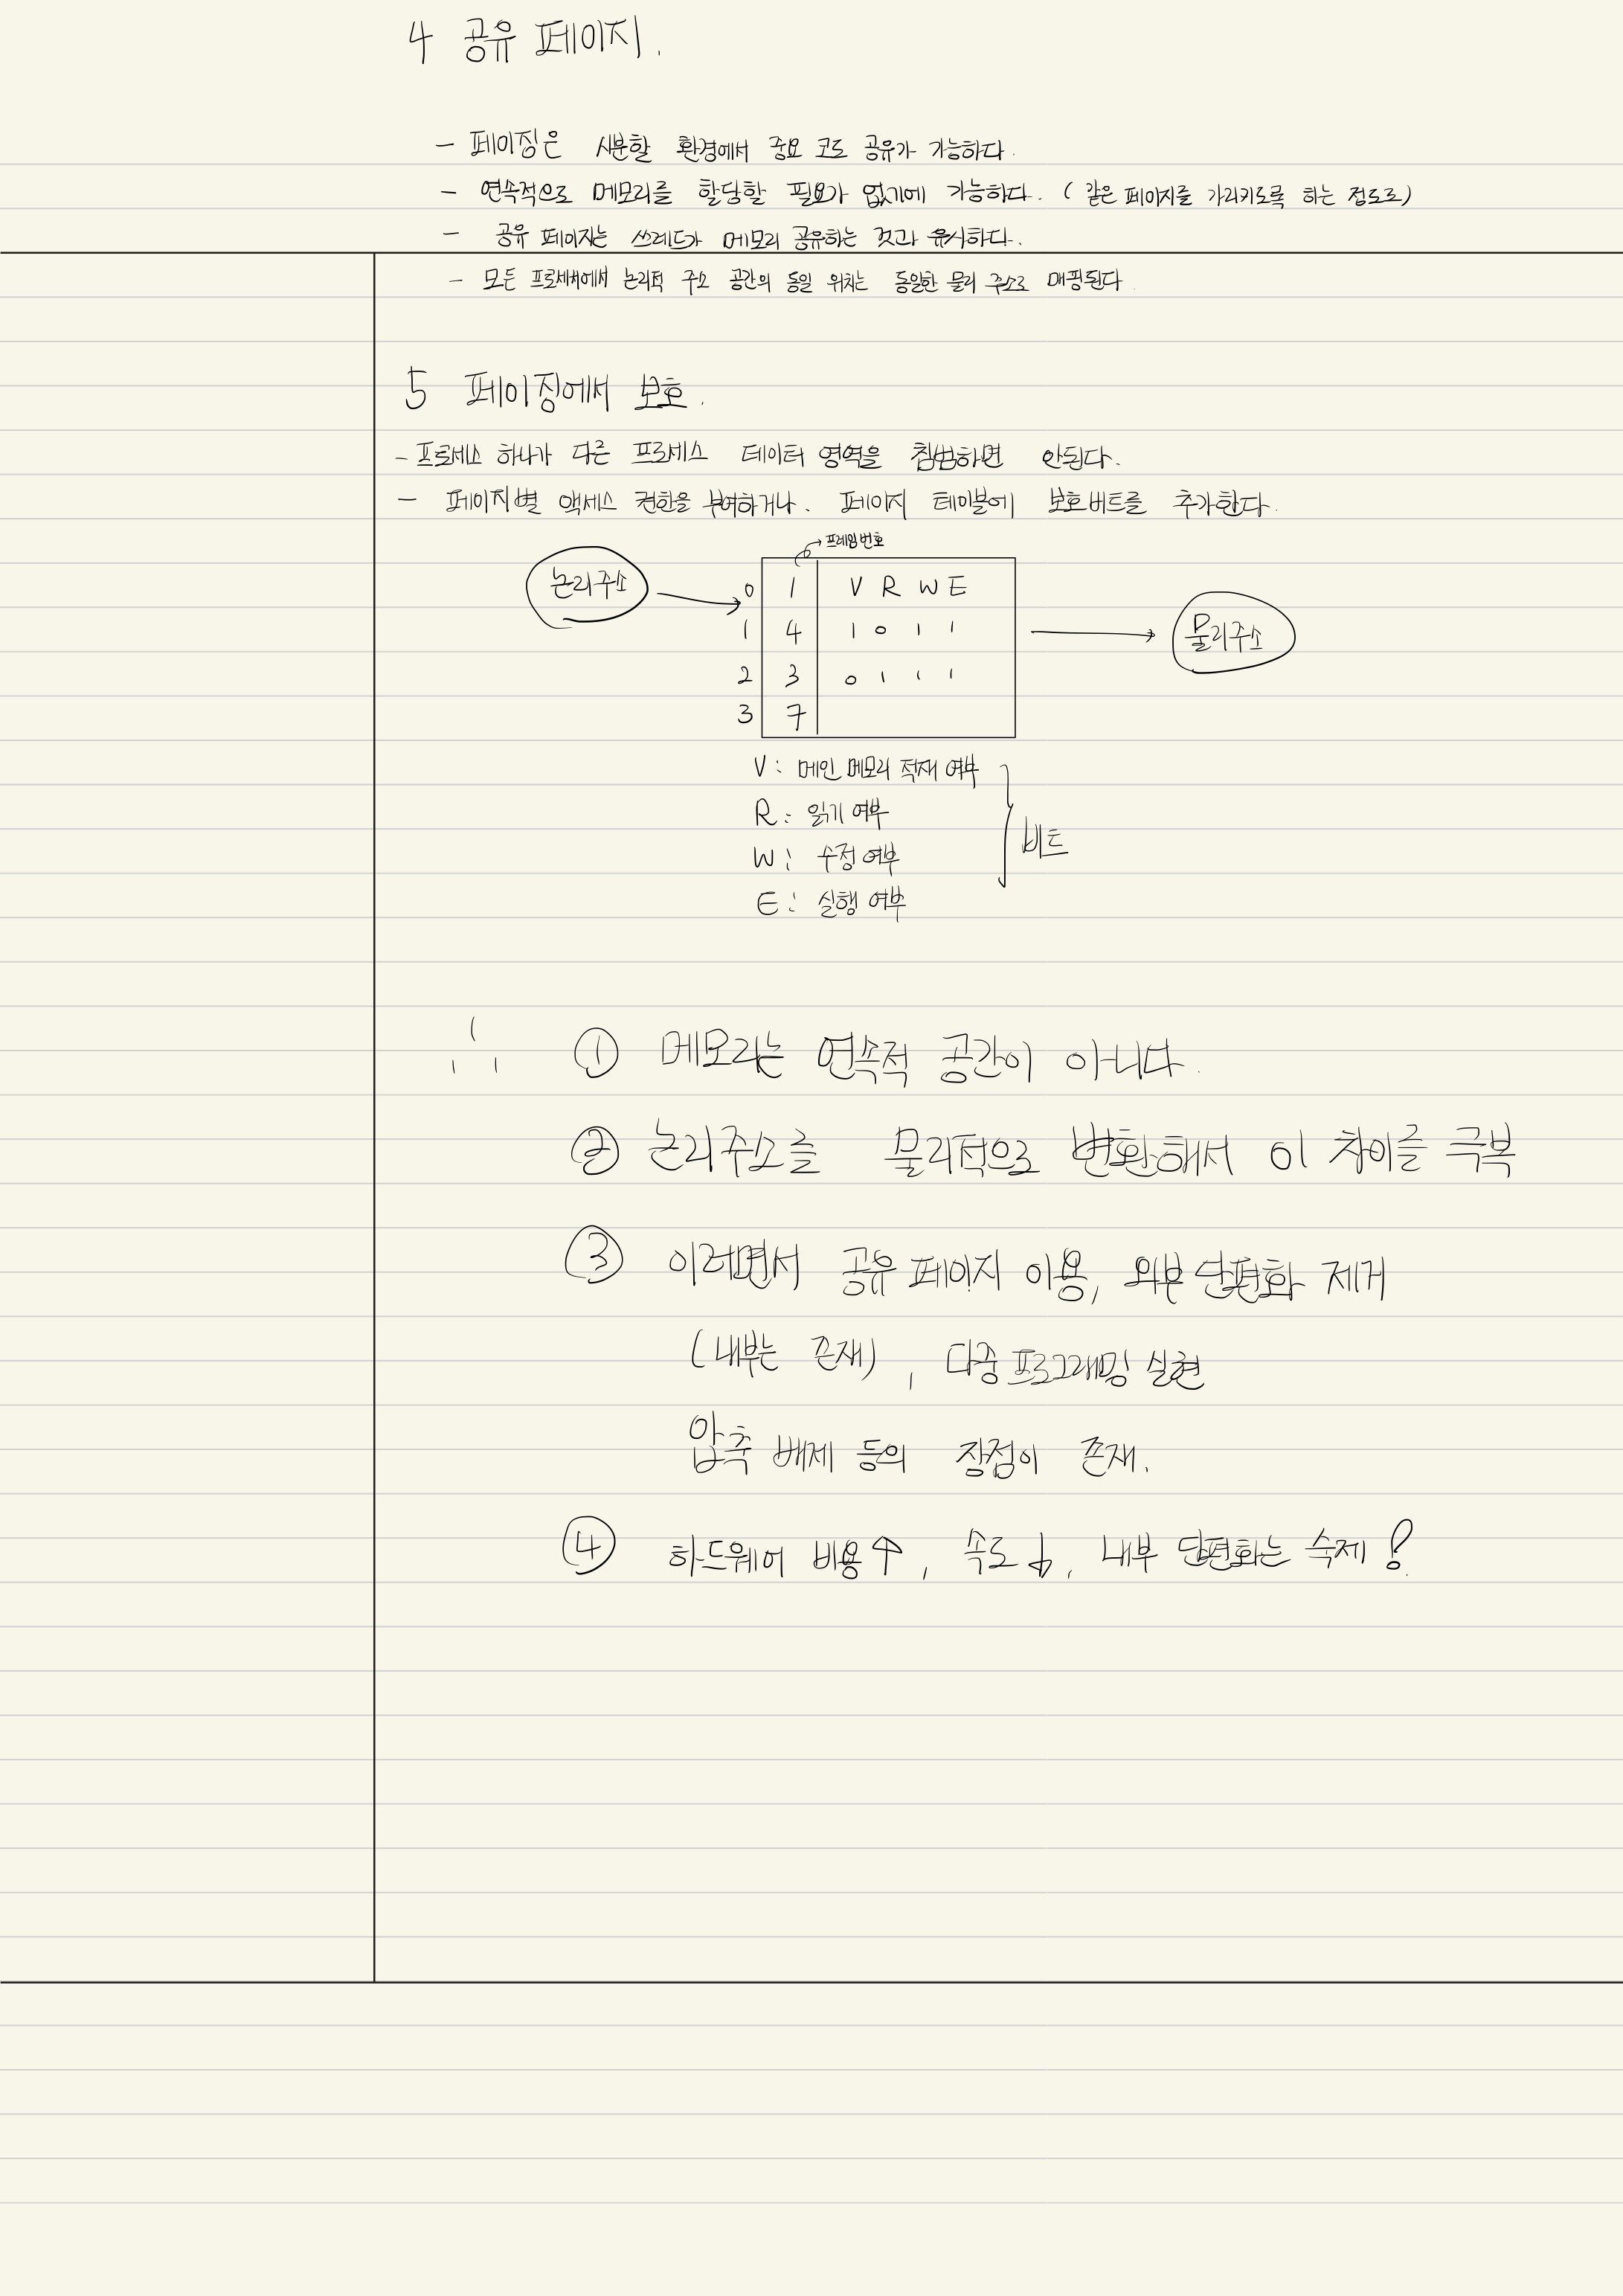 4 공유 페이지.
- 페이징은 시분할 환경에서 중요 코드 공유가 가능하다.
- 연속적으로 메모리를 할당할 필요가 없기에 가능하다. (같은 페이지를 가리키도록 하는 정도로)
- 공유 페이지는 쓰레드가 메모리 공유하는 것과 유사하다.
- 모든 프로세스에서 논리적 주소 공간의 동일 위치는 동일한 물리 주소로 매핑된다
5 페이징에서 보호.
- 프로세스 하나가 다른 프로세스 데이터 영역을 침범하면 안된다.
- 페이지별 액세스 권한을 부여하거나. 페이지 테이블에 보호비트를 추가한다.
→ 프레임 번호
논리주소
0 1 V R W E
1 4 1 0 1 1
2 3 0 1 1 1
3 7
물리주소
V: 메인 메모리 적재 여부
R: 읽기 여부
W: 수정 여부
E: 실행 여부
비트
∴ ① 메모리는 연속적 공간이 아니다.
② 논리주소를 물리적으로 변환해서 이 차이를 극복
③ 이러면서 공유 페이지 이용, 외부 단편화 제거
(내부는 존재), 다중 프로그래밍 실현
압축 배제 등의 장점이 존재.
④ 하드웨어 비용 ↑, 속도 ↓, 내부 단편화는 숙제!